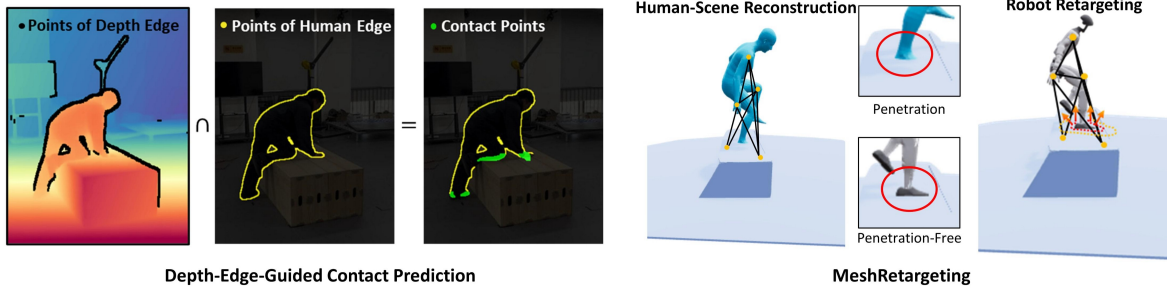 Points of Depth Edge
Points of Human Edge
Contact Points
∩
=
Depth-Edge-Guided Contact Prediction
Human-Scene Reconstruction
Robot Retargeting
Penetration
Penetration-Free
MeshRetargeting